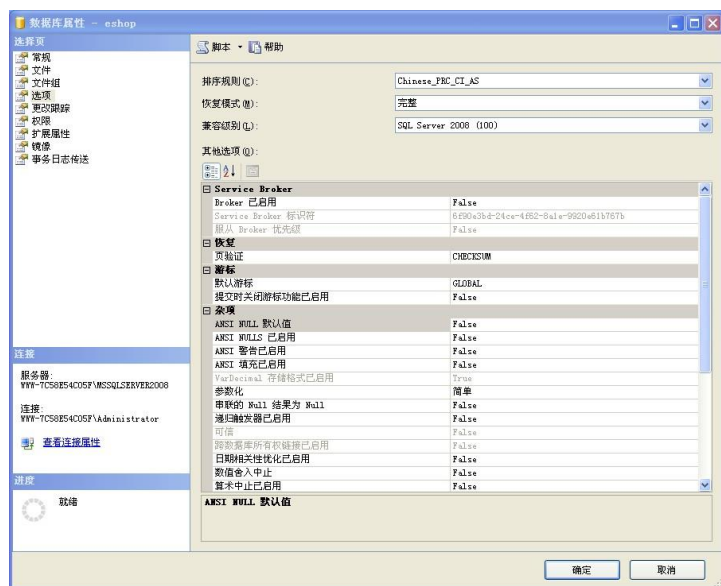 数据库属性 - eshop
选择页
常规
文件
文件组
选项
更改跟踪
权限
扩展属性
镜像
事务日志传送
连接
服务器:
WWW-7C58E54C05F\MSSQLSERVER2008
连接:
WWW-7C58E54C05F\Administrator
查看连接属性
进度
就绪
脚本 帮助
排序规则(C): Chinese_PRC_CI_AS
恢复模式(M): 完整
兼容级别(L): SQL Server 2008 (100)
其他选项(O):
Service Broker
Broker 已启用 False
Service Broker 标识符 6f90e3bd-24ce-4f62-8a1e-9920e61b767b
服从 Broker 优先级 False
恢复
页验证 CHECKSUM
游标
默认游标 GLOBAL
提交时关闭游标功能已启用 False
杂项
ANSI NULL 默认值 False
ANSI NULLS 已启用 False
ANSI 警告已启用 False
ANSI 填充已启用 False
VarDecimal 存储格式已启用 True
参数化 简单
串联的 Null 结果为 Null False
递归触发器已启用 False
可信 False
跨数据库所有权链接已启用 False
日期相关性优化已启用 False
数值舍入中止 False
算术中止已启用 False
ANSI NULL 默认值
确定 取消